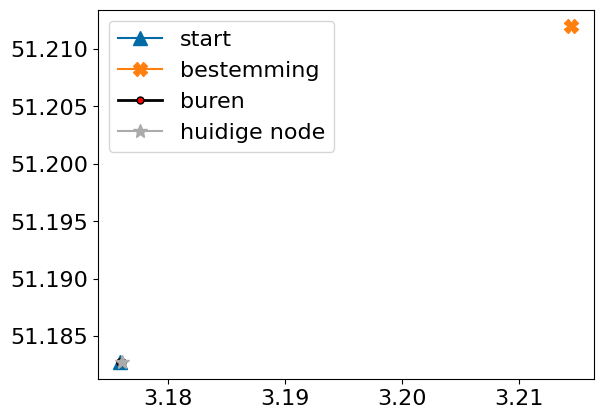 start
bestemming
buren
huidige node
51.210
51.205
51.200
51.195
51.190
51.185
3.18 3.19 3.20 3.21